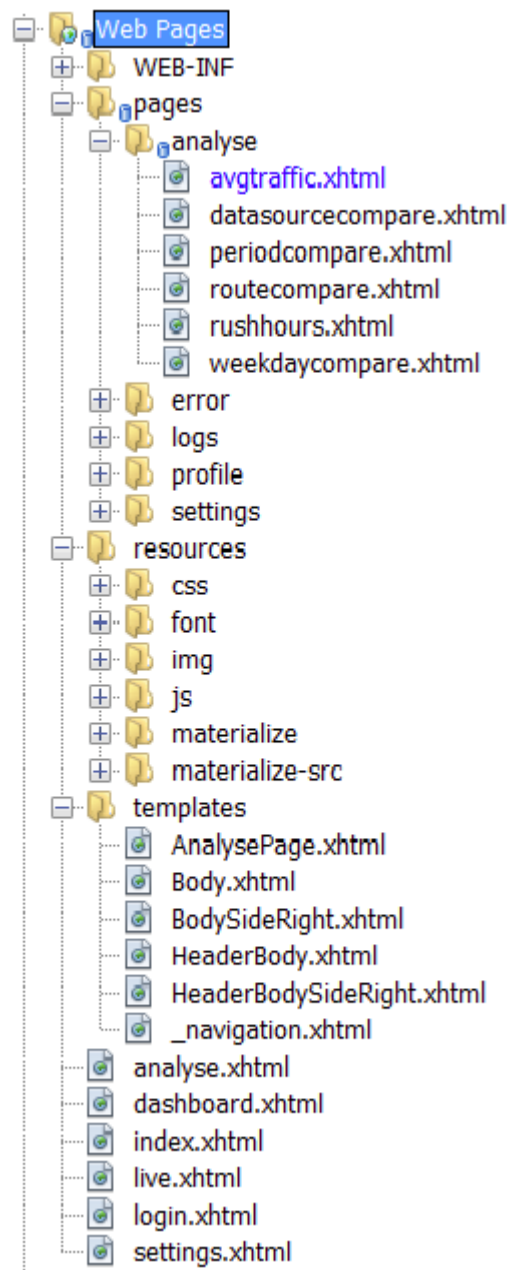 Web Pages
WEB-INF
pages
analyse
avgtraffic.xhtml
datasourcecompare.xhtml
periodcompare.xhtml
routecompare.xhtml
rushhours.xhtml
weekdaycompare.xhtml
error
logs
profile
settings
resources
css
font
img
js
materialize
materialize-src
templates
AnalysePage.xhtml
Body.xhtml
BodySideRight.xhtml
HeaderBody.xhtml
HeaderBodySideRight.xhtml
_navigation.xhtml
analyse.xhtml
dashboard.xhtml
index.xhtml
live.xhtml
login.xhtml
settings.xhtml